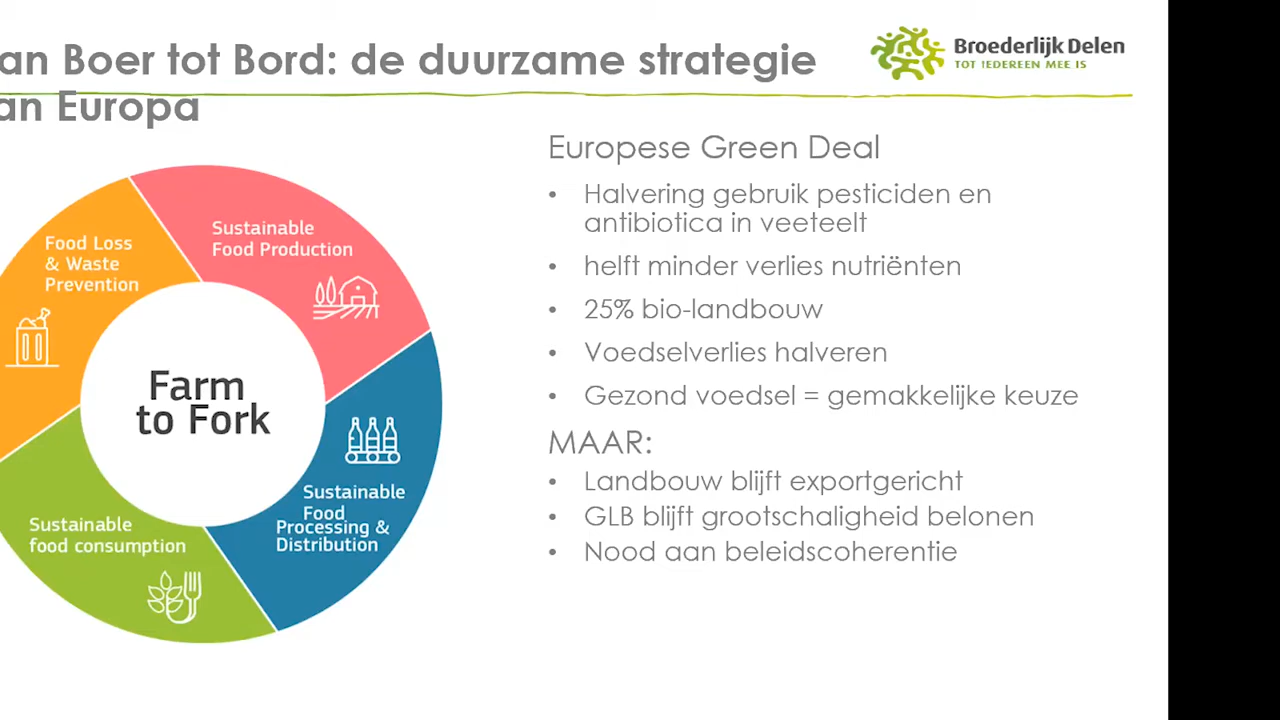 an Boer tot Bord: de duurzame strategie
an Europa
Broederlijk Delen
TOT IEDEREEN MEE IS
Food Loss
& Waste
Prevention
Sustainable
Food Production
Farm
to Fork
Sustainable
Food
Processing &
Distribution
Sustainable
food consumption
Europese Green Deal
• Halvering gebruik pesticiden en
antibiotica in veeteelt
• helft minder verlies nutriënten
• 25% bio-landbouw
• Voedselverlies halveren
• Gezond voedsel = gemakkelijke keuze
MAAR:
• Landbouw blijft exportgericht
• GLB blijft grootschaligheid belonen
• Nood aan beleidscoherentie